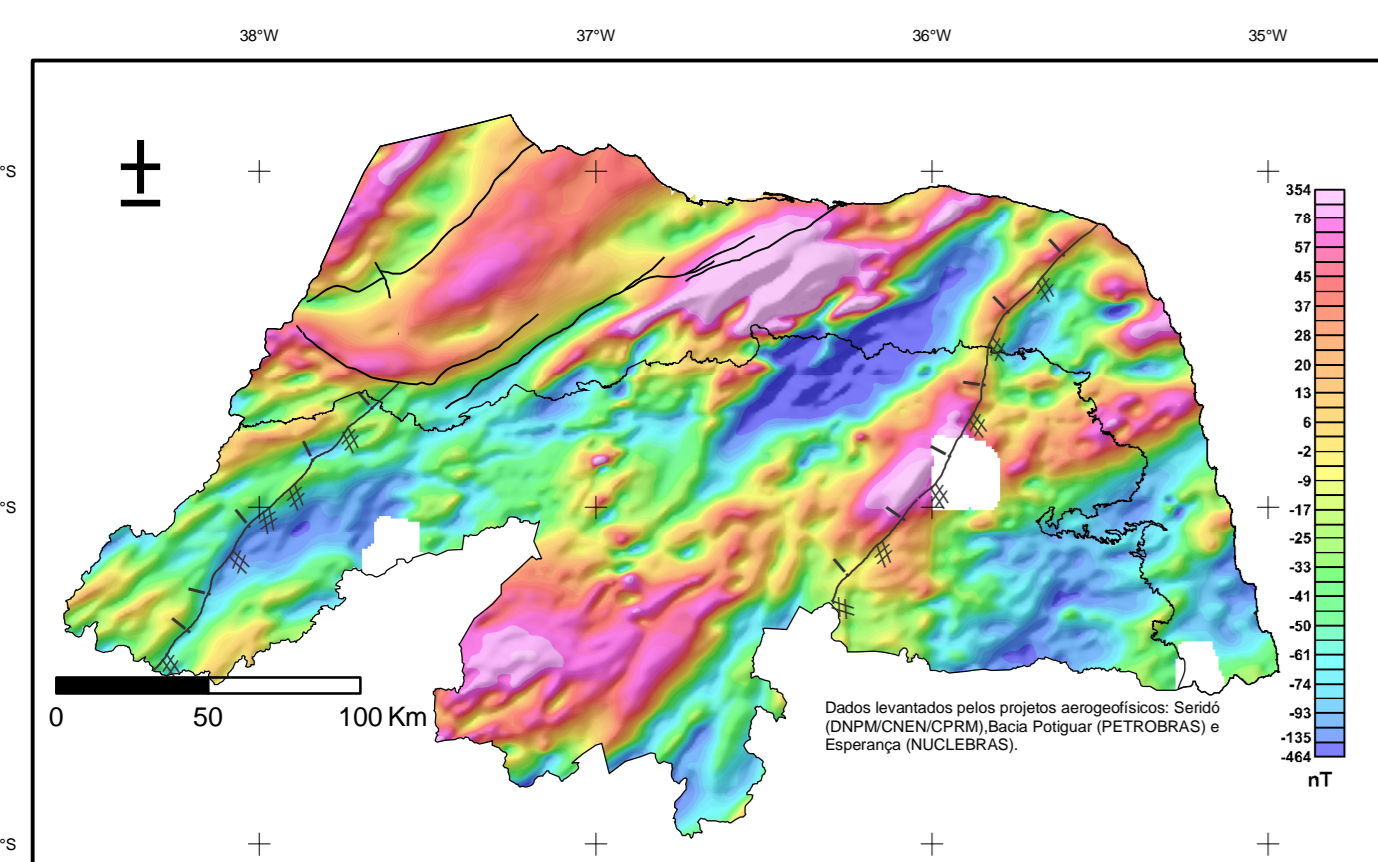 38°W 37°W 36°W 35°W
°S
354
78
57
45
37
28
20
13
6
-2
-9
-17
-25
-33
-41
-50
-61
-74
-93
-135
-464
nT
°S
0 50 100 Km
Dados levantados pelos projetos aerogeofísicos: Seridó
(DNPM/CNEN/CPRM),Bacia Potiguar (PETROBRAS) e
Esperança (NUCLEBRAS).
°S